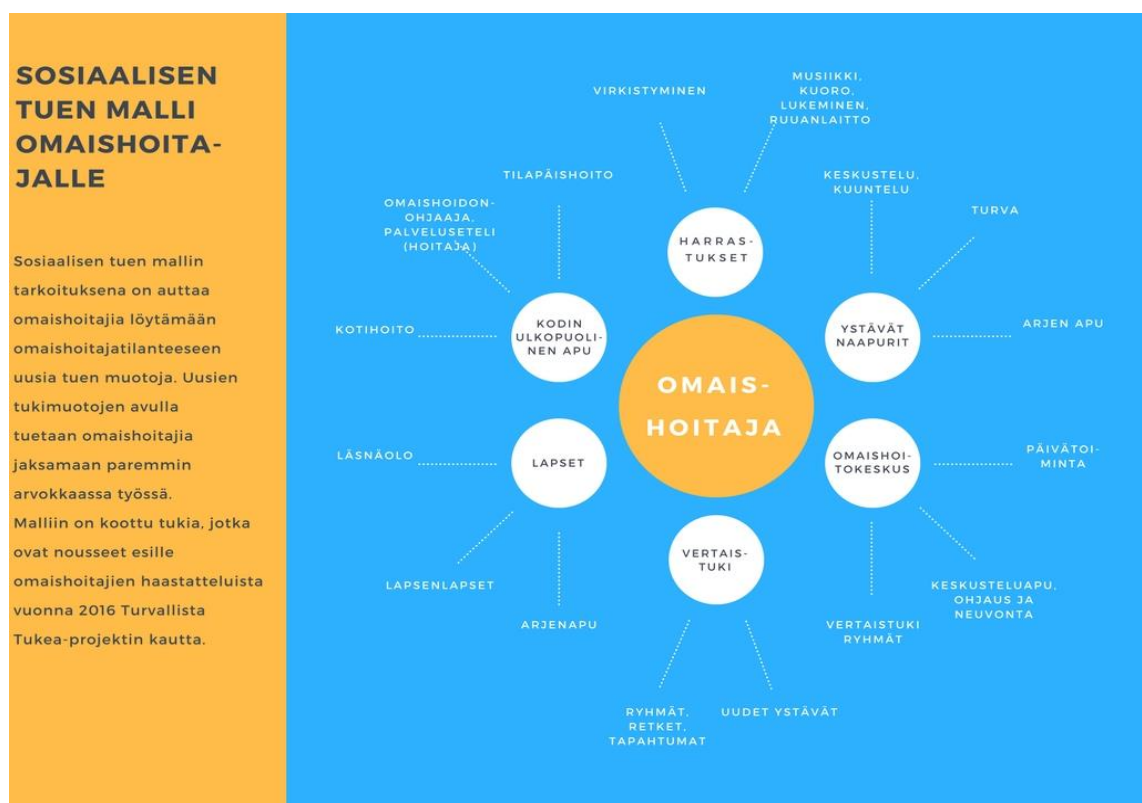 SOSIAALISEN
TUEN MALLI
OMAISHOITA-
JALLE
Sosiaalisen tuen mallin
tarkoituksena on auttaa
omaishoitajia löytämään
omaishoitajatilanteeseen
uusia tuen muotoja. Uusien
tukimuotojen avulla
tuetaan omaishoitajia
jaksamaan paremmin
arvokkaassa työssä.
Malliin on koottu tukia, jotka
ovat nousseet esille
omaishoitajien haastatteluista
vuonna 2016 Turvallista
Tukea-projektin kautta.
VIRKISTYMINEN
MUSIIKKI,
KUORO,
LUKEMINEN,
RUUANLAITTO
HARRAS-
TUKSET
TILAPÄISHOITO
OMAISHOIDON-
OHJAAJA,
PALVELUSETELI
(HOITAJA)
KOTIHOITO
KODIN
ULKOPUOLI-
NEN APU
KESKUSTELU,
KUUNTELU
TURVA
ARJEN APU
YSTÄVÄT
NAAPURIT
OMAIS-
HOITAJA
LÄSNÄOLO
LAPSET
LAPSENLAPSET
ARJENAPU
OMAISHOI-
TOKESKUS
PÄIVÄTOI-
MINTA
KESKUSTELUAPU,
OHJAUS JA
NEUVONTA
VERTAISTUKI
RYHMÄT
VERTAIS-
TUKI
RYHMÄT,
RETKET,
TAPAHTUMAT
UUDET YSTÄVÄT